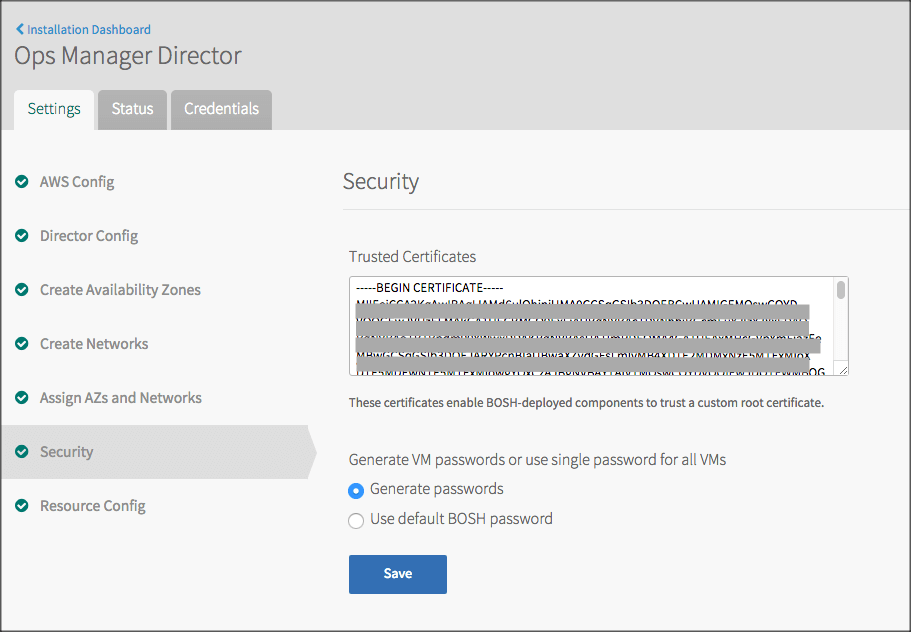 Installation Dashboard
Ops Manager Director
Settings
Status
Credentials
AWS Config
Director Config
Create Availability Zones
Create Networks
Assign AZs and Networks
Security
Resource Config
Security
Trusted Certificates
-----BEGIN CERTIFICATE-----
These certificates enable BOSH-deployed components to trust a custom root certificate.
Generate VM passwords or use single password for all VMs
Generate passwords
Use default BOSH password
Save